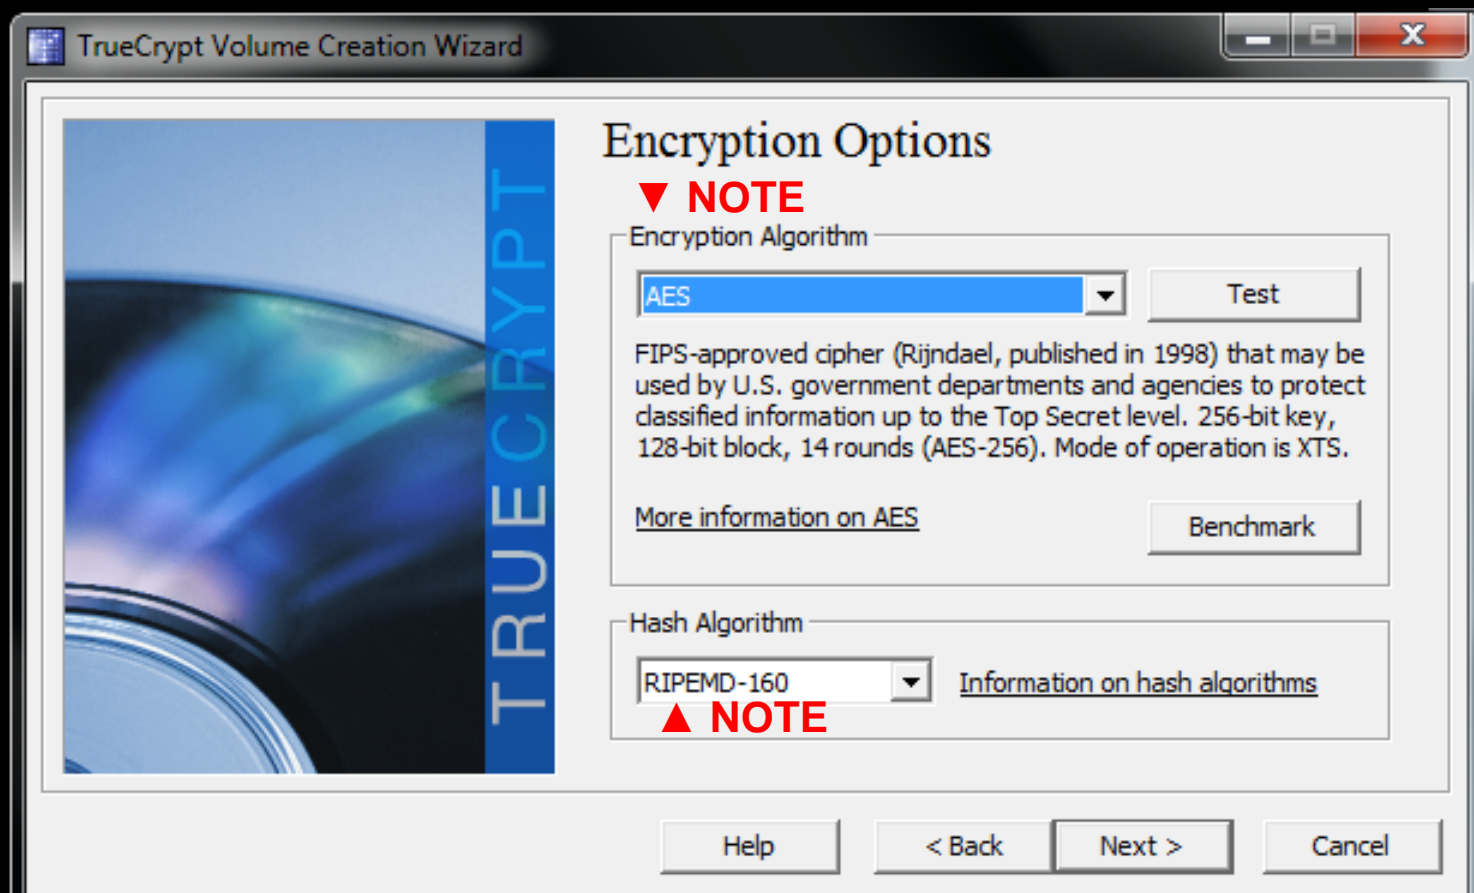 TrueCrypt Volume Creation Wizard
TRUECRYPT
Encryption Options
▼ NOTE
Encryption Algorithm
AES
Test
FIPS-approved cipher (Rijndael, published in 1998) that may be
used by U.S. government departments and agencies to protect
classified information up to the Top Secret level. 256-bit key,
128-bit block, 14 rounds (AES-256). Mode of operation is XTS.
More information on AES
Benchmark
Hash Algorithm
RIPEMD-160
Information on hash algorithms
▲ NOTE
Help
< Back
Next >
Cancel